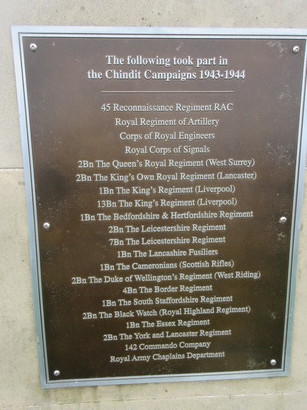 The following took part in
the Chindit Campaigns 1943-1944
45 Reconnaissance Regiment RAC
Royal Regiment of Artillery
Corps of Royal Engineers
Royal Corps of Signals
2Bn The Queen's Royal Regiment (West Surrey)
2Bn The King's Own Royal Regiment (Lancaster)
1Bn The King's Regiment (Liverpool)
13Bn The King's Regiment (Liverpool)
1Bn The Bedfordshire & Hertfordshire Regiment
2Bn The Leicestershire Regiment
7Bn The Leicestershire Regiment
1Bn The Lancashire Fusiliers
1Bn The Cameronians (Scottish Rifles)
2Bn The Duke of Wellington's Regiment (West Riding)
4Bn The Border Regiment
1Bn The South Staffordshire Regiment
2Bn The Black Watch (Royal Highland Regiment)
1Bn The Essex Regiment
2Bn The York and Lancaster Regiment
142 Commando Company
Royal Army Chaplains Department